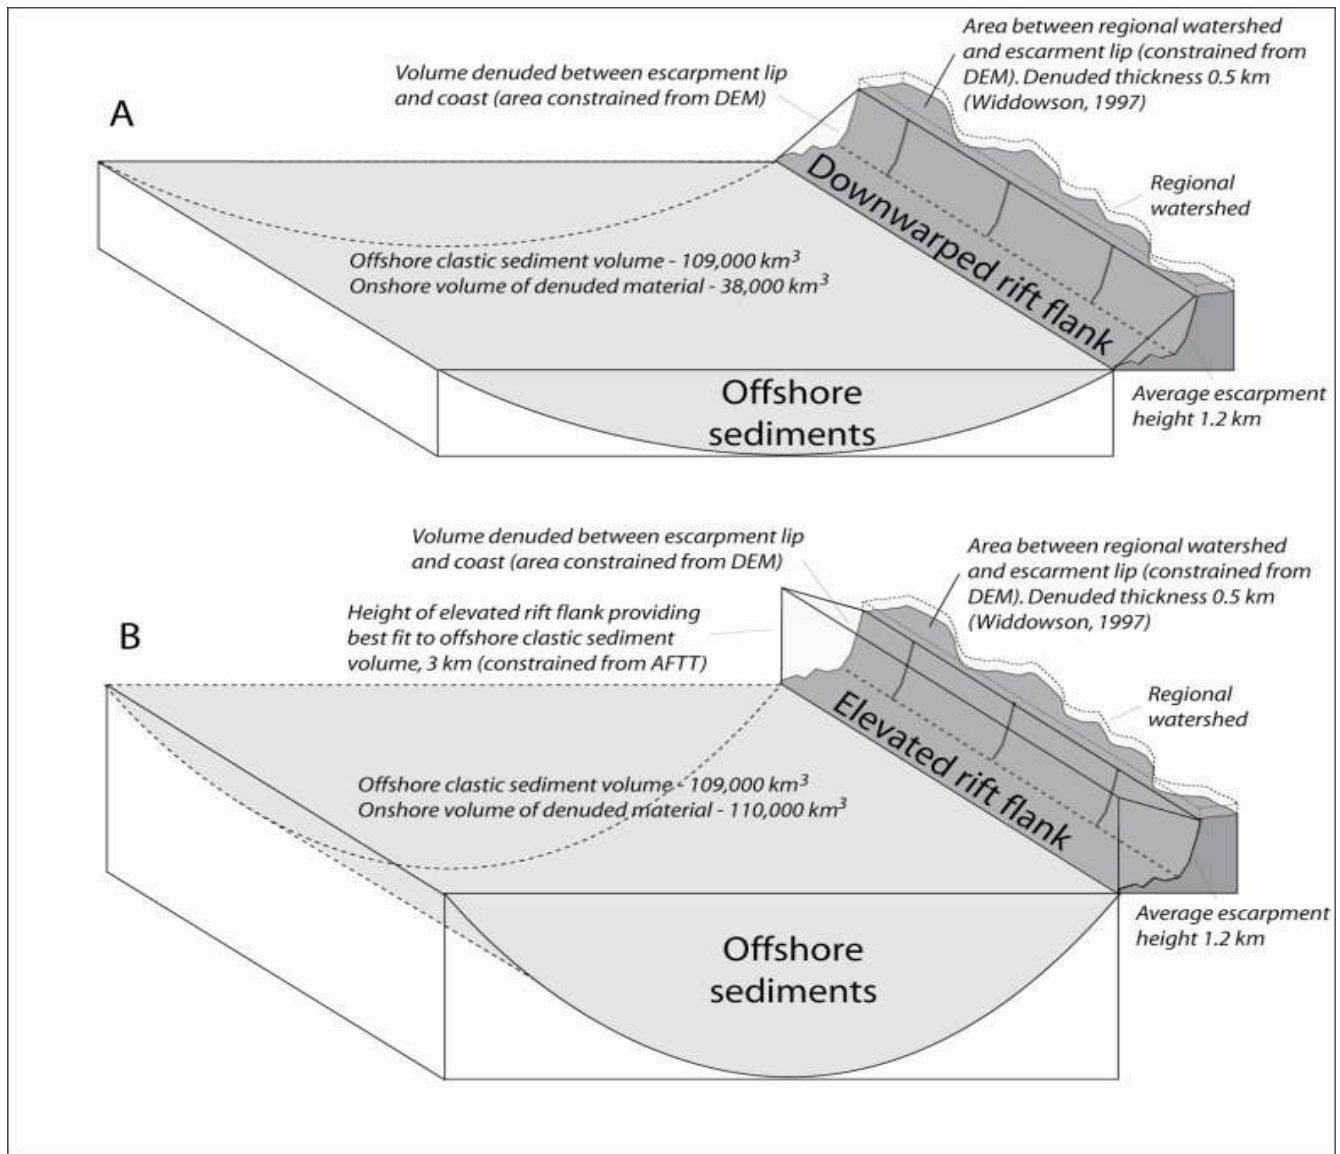 A
Volume denuded between escarpment lip
and coast (area constrained from DEM)
Area between regional watershed
and escarment lip (constrained from
DEM). Denuded thickness 0.5 km
(Widdowson, 1997)
Regional
watershed
Downwarped rift flank
Offshore clastic sediment volume - 109,000 km³
Onshore volume of denuded material - 38,000 km³
Offshore
sediments
Average escarpment
height 1.2 km
B
Volume denuded between escarpment lip
and coast (area constrained from DEM)
Height of elevated rift flank providing
best fit to offshore clastic sediment
volume, 3 km (constrained from AFTT)
Area between regional watershed
and escarment lip (constrained from
DEM). Denuded thickness 0.5 km
(Widdowson, 1997)
Regional
watershed
Elevated rift flank
Offshore clastic sediment volume - 109,000 km³
Onshore volume of denuded material - 110,000 km³
Offshore
sediments
Average escarpment
height 1.2 km